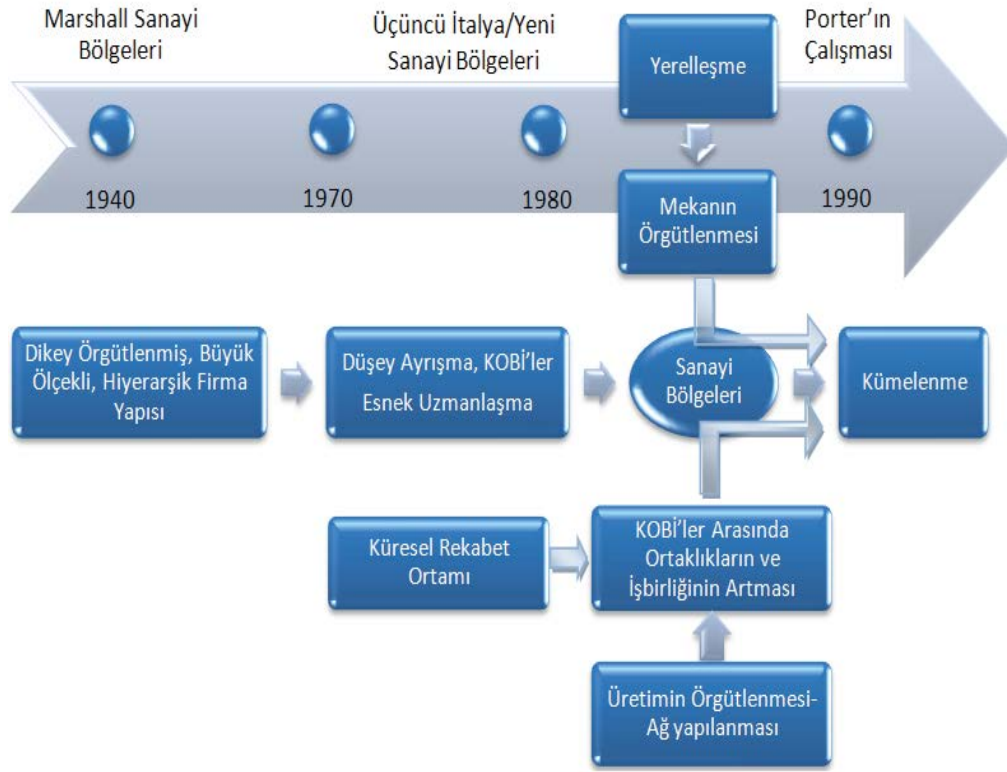 Marshall Sanayi
Bölgeleri
Üçüncü İtalya/Yeni
Sanayi Bölgeleri
Yerelleşme
Porter’ın
Çalışması
1940
1970
1980
1990
Mekanın
Örgütlenmesi
Dikey Örgütlenmiş, Büyük
Ölçekli, Hiyerarşik Firma
Yapısı
Düşey Ayrışma, KOBİ’ler
Esnek Uzmanlaşma
Sanayi
Bölgeleri
Kümelenme
Küresel Rekabet
Ortamı
KOBİ’ler Arasında
Ortaklıkların ve
İşbirliğinin Artması
Üretimin Örgütlenmesi-
Ağ yapılanması